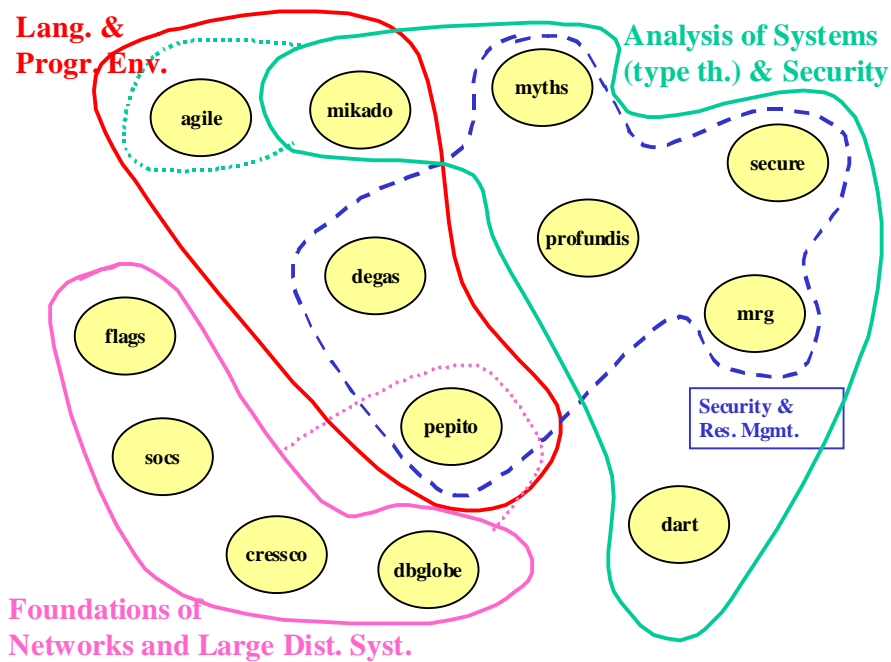 Lang. &
Progr. Env.
Analysis of Systems
(type th.) & Security
myths
mikado
agile
secure
profundis
degas
mrg
flags
Security &
Res. Mgmt.
pepito
socs
dart
cressco
dbglobe
Foundations of
Networks and Large Dist. Syst.